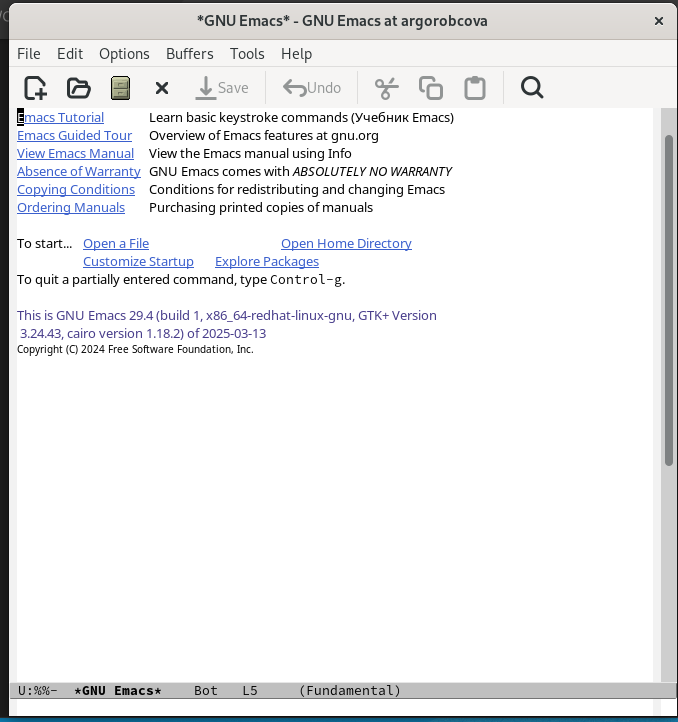 *GNU Emacs* - GNU Emacs at argorobcova
File Edit Options Buffers Tools Help
Save Undo
Emacs Tutorial Learn basic keystroke commands (Учебник Emacs)
Emacs Guided Tour Overview of Emacs features at gnu.org
View Emacs Manual View the Emacs manual using Info
Absence of Warranty GNU Emacs comes with ABSOLUTELY NO WARRANTY
Copying Conditions Conditions for redistributing and changing Emacs
Ordering Manuals Purchasing printed copies of manuals
To start... Open a File Open Home Directory
Customize Startup Explore Packages
To quit a partially entered command, type Control-g.
This is GNU Emacs 29.4 (build 1, x86_64-redhat-linux-gnu, GTK+ Version
3.24.43, cairo version 1.18.2) of 2025-03-13
Copyright (C) 2024 Free Software Foundation, Inc.
U:%%- *GNU Emacs* Bot L5 (Fundamental)